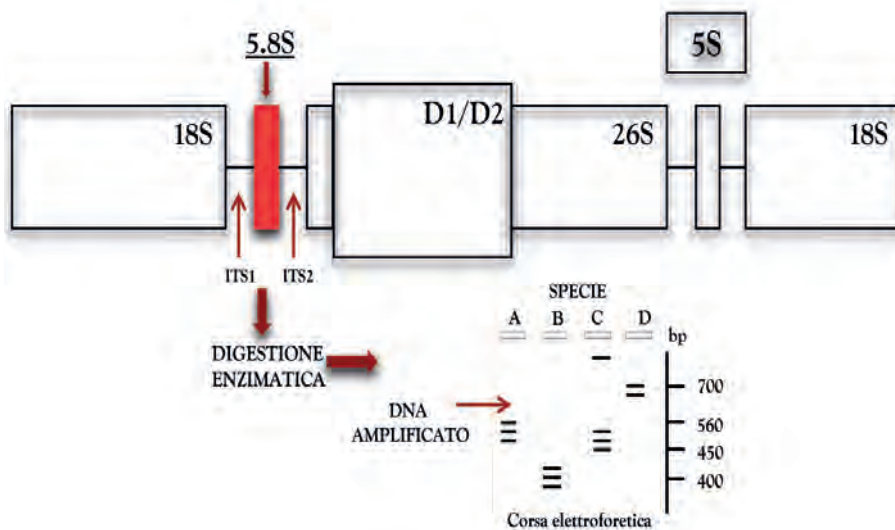 5.8S
5S
18S
D1/D2
26S
18S
ITS1
ITS2
DIGESTIONE
ENZIMATICA
DNA
AMPLIFICATO
SPECIE
A B C D
bp
700
560
450
400
Corsa elettroforetica